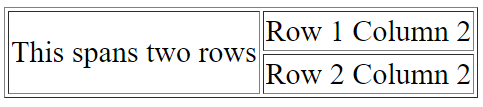 This spans two rows
Row 1 Column 2
Row 2 Column 2